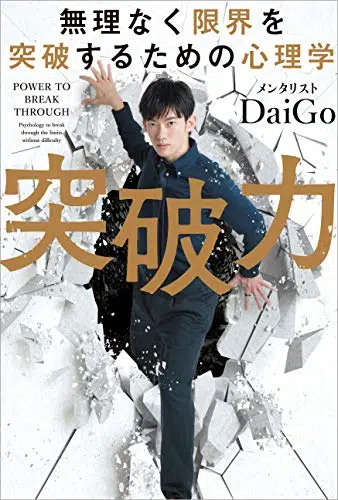 無理なく限界を
突破するための心理学
POWER TO BREAK THROUGH
Psychology to break
through the limits
without difficulty
メンタリスト
DaiGo
突破力